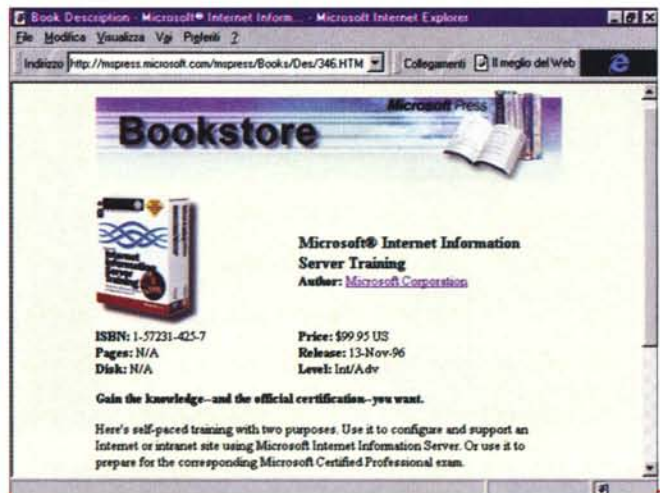 Book Description - Microsoft® Internet Inform... - Microsoft Internet Explorer
File Modifica Visualizza Vai Preferiti ?
Indirizzo http://mspress.microsoft.com/mspress/Books/Des/346.HTM Collegamenti Il meglio del Web
Microsoft Press
Bookstore
Internet
Information
Server
Training
Microsoft® Internet Information
Server Training
Author: Microsoft Corporation
ISBN: 1-57231-425-7
Price: $99.95 US
Pages: N/A
Release: 13-Nov-96
Disk: N/A
Level: Int/Adv
Gain the knowledge--and the official certification--you want.
Here's self-paced training with two purposes. Use it to configure and support an
Internet or intranet site using Microsoft Internet Information Server. Or use it to
prepare for the corresponding Microsoft Certified Professional exam.